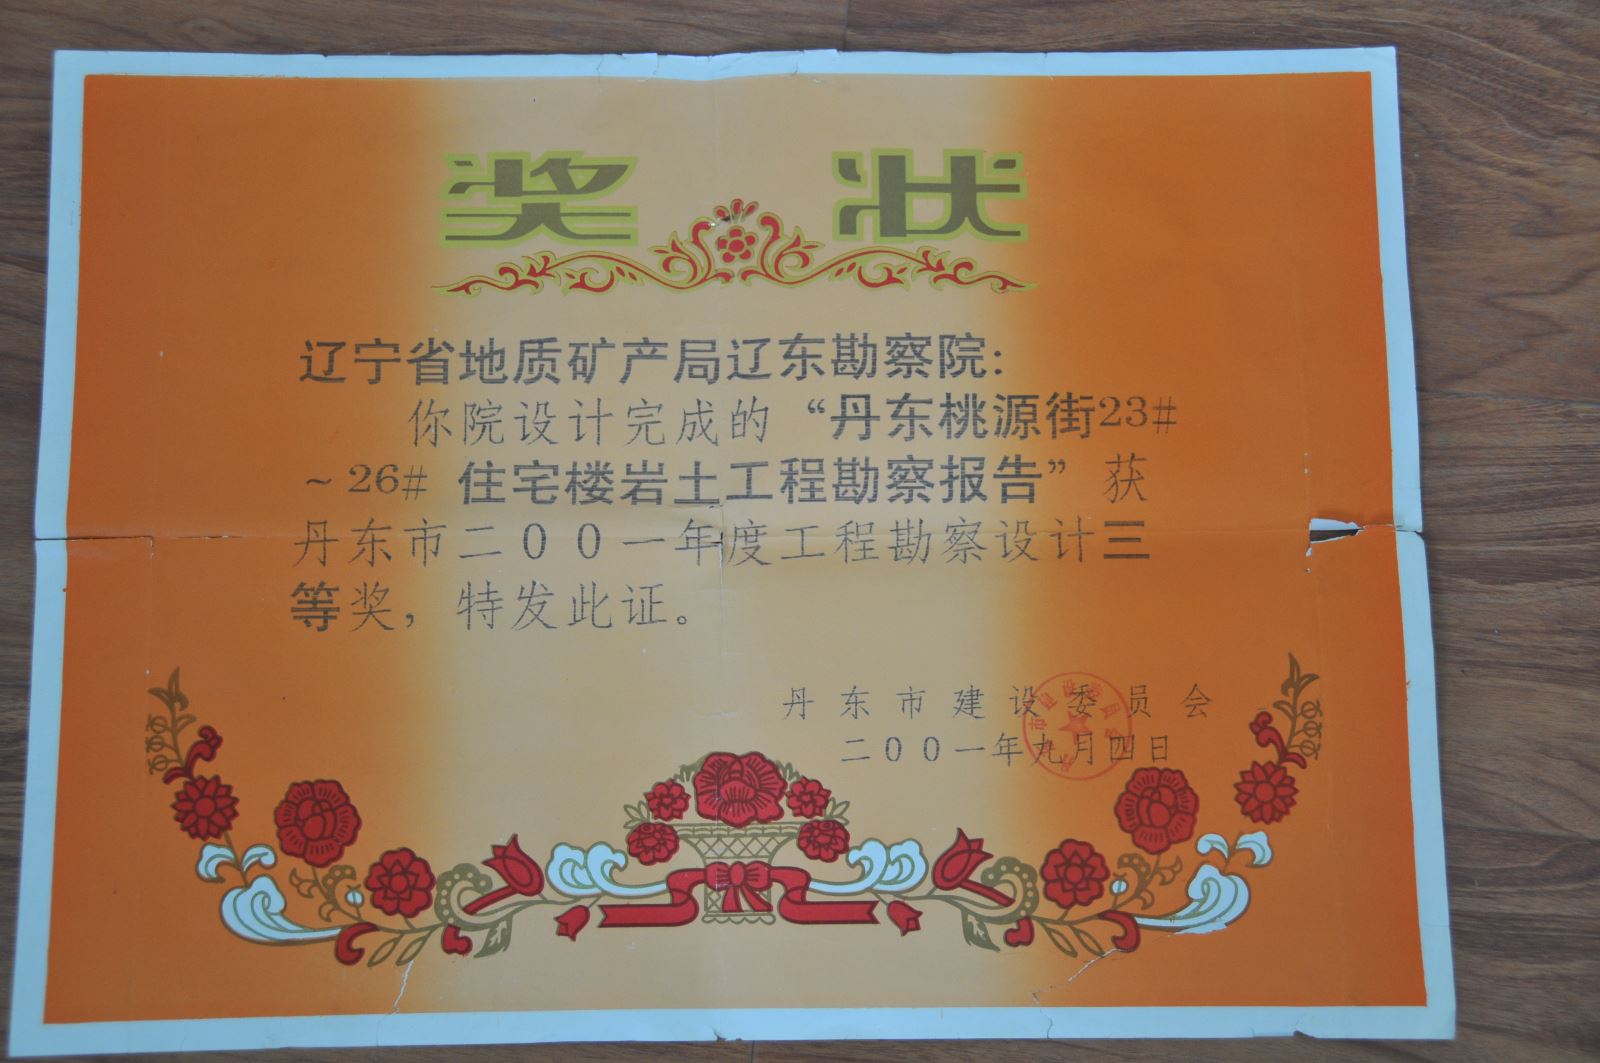 奖状
辽宁省地质矿产局辽东勘察院:
你院设计完成的“丹东桃源街23#
~26# 住宅楼岩土工程勘察报告”获
丹东市二00一年度工程勘察设计三
等奖，特发此证。
丹东市建设委员会
二00一年九月四日